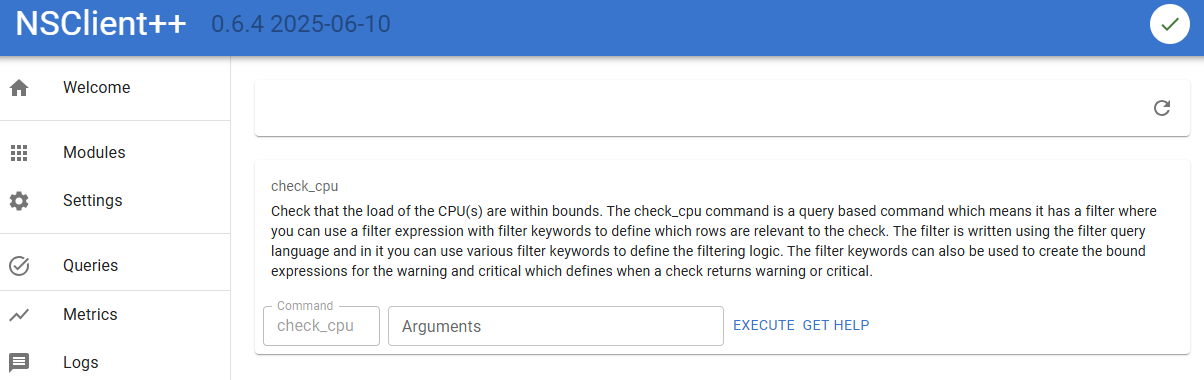 NSClient++ 0.6.4 2025-06-10
Welcome
Modules
Settings
Queries
Metrics
Logs
check_cpu
Check that the load of the CPU(s) are within bounds. The check_cpu command is a query based command which means it has a filter where
you can use a filter expression with filter keywords to define which rows are relevant to the check. The filter is written using the filter query
language and in it you can use various filter keywords to define the filtering logic. The filter keywords can also be used to create the bound
expressions for the warning and critical which defines when a check returns warning or critical.
Command
check_cpu Arguments EXECUTE GET HELP